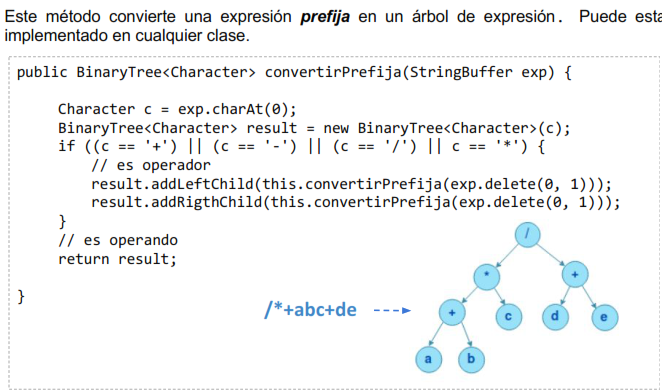 Este método convierte una expresión prefija en un árbol de expresión. Puede esta
implementado en cualquier clase.
public BinaryTree<Character> convertirPrefija(StringBuffer exp) {
Character c = exp.charAt(0);
BinaryTree<Character> result = new BinaryTree<Character>(c);
if ((c == '+') || (c == '-') || (c == '/') || c == '*') {
// es operador
result.addLeftChild(this.convertirPrefija(exp.delete(0, 1)));
result.addRigthChild(this.convertirPrefija(exp.delete(0, 1)));
}
// es operando
return result;
}
/*+abc+de
/
* +
+ c d e
a b